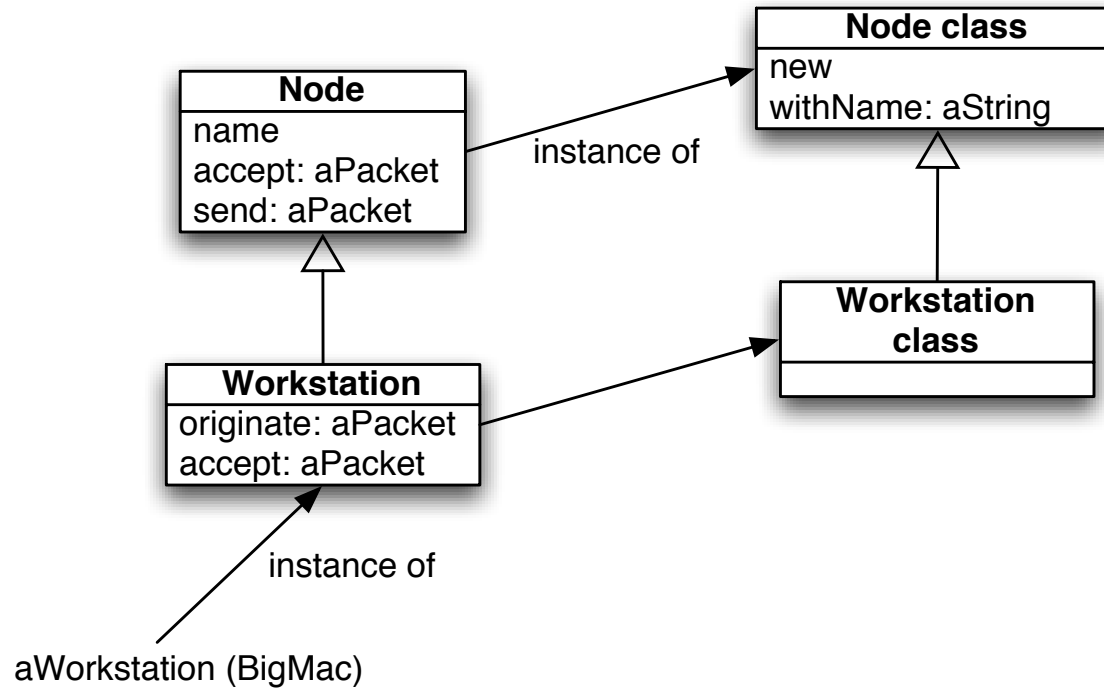 Node class
new
withName: aString
Node
name
accept: aPacket
send: aPacket
instance of
Workstation
class
Workstation
originate: aPacket
accept: aPacket
instance of
aWorkstation (BigMac)